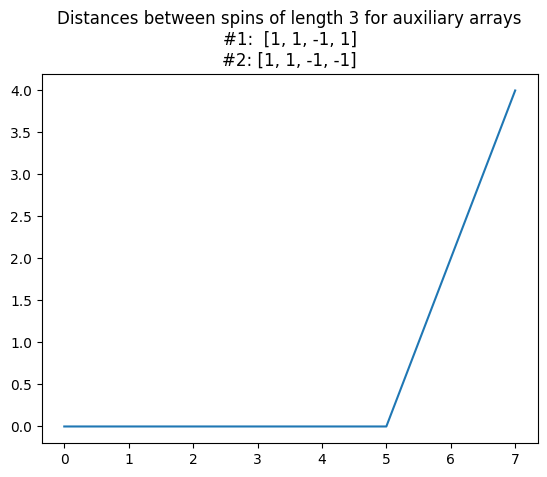 Distances between spins of length 3 for auxiliary arrays
#1: [1, 1, -1, 1]
#2: [1, 1, -1, -1]
4.0
3.5
3.0
2.5
2.0
1.5
1.0
0.5
0.0
0 1 2 3 4 5 6 7